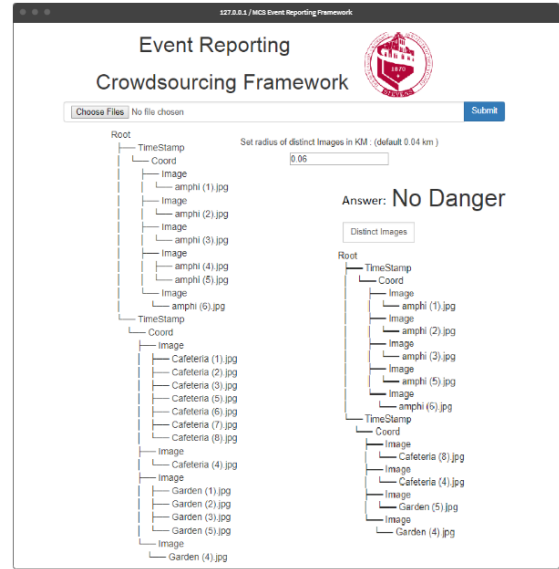 127.0.0.1 / MCS Event Reporting Framework
Event Reporting
Crowdsourcing Framework
1870
STEVENS
Choose Files No file chosen
Submit
Root
TimeStamp
Coord
Image
amphi (1).jpg
Image
amphi (2).jpg
Image
amphi (3).jpg
Image
amphi (4).jpg
amphi (5).jpg
Image
amphi (6).jpg
TimeStamp
Coord
Image
Cafeteria (1).jpg
Cafeteria (2).jpg
Cafeteria (3).jpg
Cafeteria (5).jpg
Cafeteria (6).jpg
Cafeteria (7).jpg
Cafeteria (8).jpg
Image
Cafeteria (4).jpg
Image
Garden (1).jpg
Garden (2).jpg
Garden (3).jpg
Garden (5).jpg
Image
Garden (4).jpg
Set radius of distinct Images in KM : (default 0.04 km )
0.06
Answer: No Danger
Distinct Images
Root
TimeStamp
Coord
Image
amphi (1).jpg
Image
amphi (2).jpg
Image
amphi (3).jpg
Image
amphi (5).jpg
Image
amphi (6).jpg
TimeStamp
Coord
Image
Cafeteria (8).jpg
Image
Cafeteria (4).jpg
Image
Garden (5).jpg
Image
Garden (4).jpg